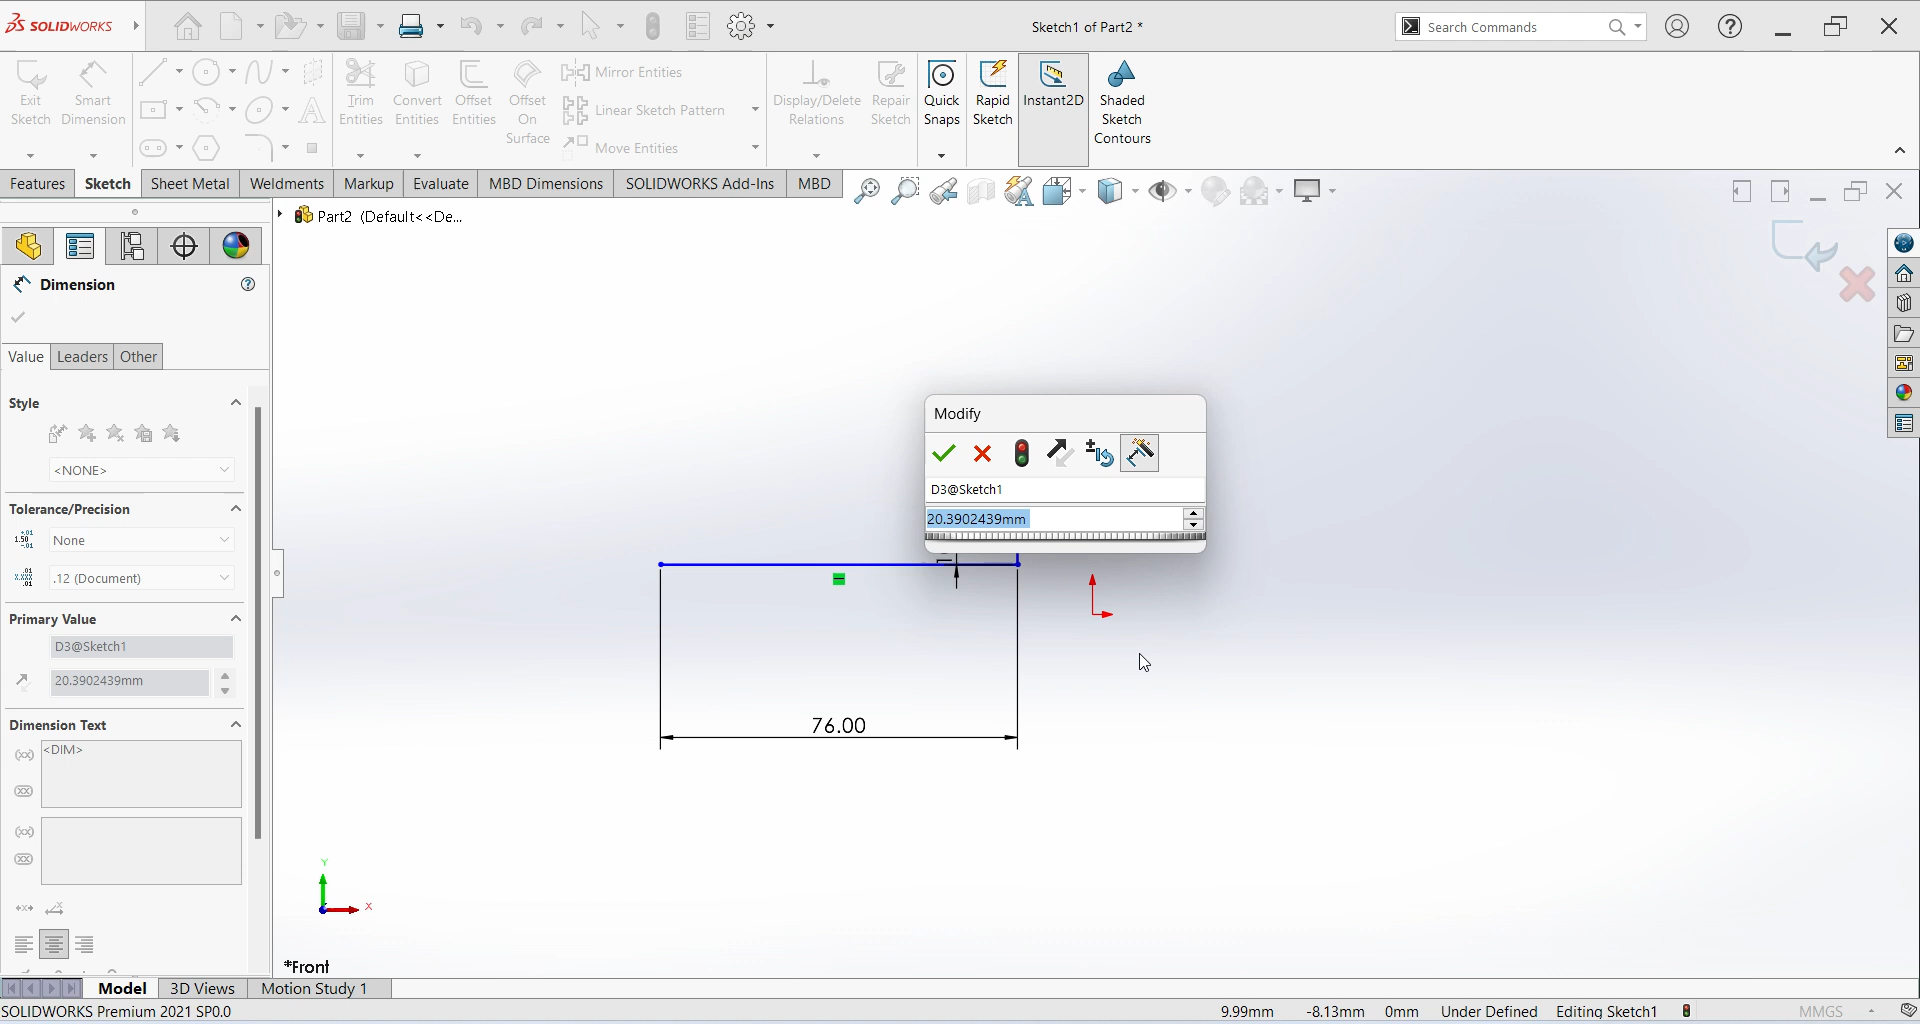 SOLIDWORKS
Sketch1 of Part2 *
Search Commands
Exit Sketch
Smart Dimension
Trim Entities
Convert Entities
Offset Entities
Offset On Surface
Mirror Entities
Linear Sketch Pattern
Move Entities
Display/Delete Relations
Repair Sketch
Quick Snaps
Rapid Sketch
Instant2D
Shaded Sketch Contours
Features
Sketch
Sheet Metal
Weldments
Markup
Evaluate
MBD Dimensions
SOLIDWORKS Add-Ins
MBD
Part2 (Default<<De...
Dimension
Value
Leaders
Other
Style
<NONE>
Tolerance/Precision
None
.12 (Document)
Primary Value
D3@Sketch1
20.3902439mm
Dimension Text
<DIM>
Modify
D3@Sketch1
20.3902439mm
76.00
Y
X
*Front
Model
3D Views
Motion Study 1
SOLIDWORKS Premium 2021 SP0.0
9.99mm
-8.13mm
0mm
Under Defined
Editing Sketch1
MMGS